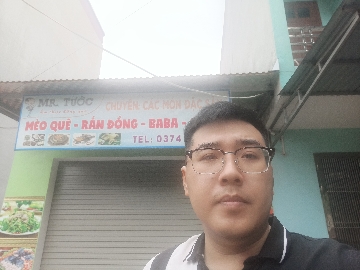 MR. TƯỚC
CHUYÊN CÁC MÓN ĐẶC
MÈO QUÊ - RẮN ĐỒNG - BABA -
TEL: 0374